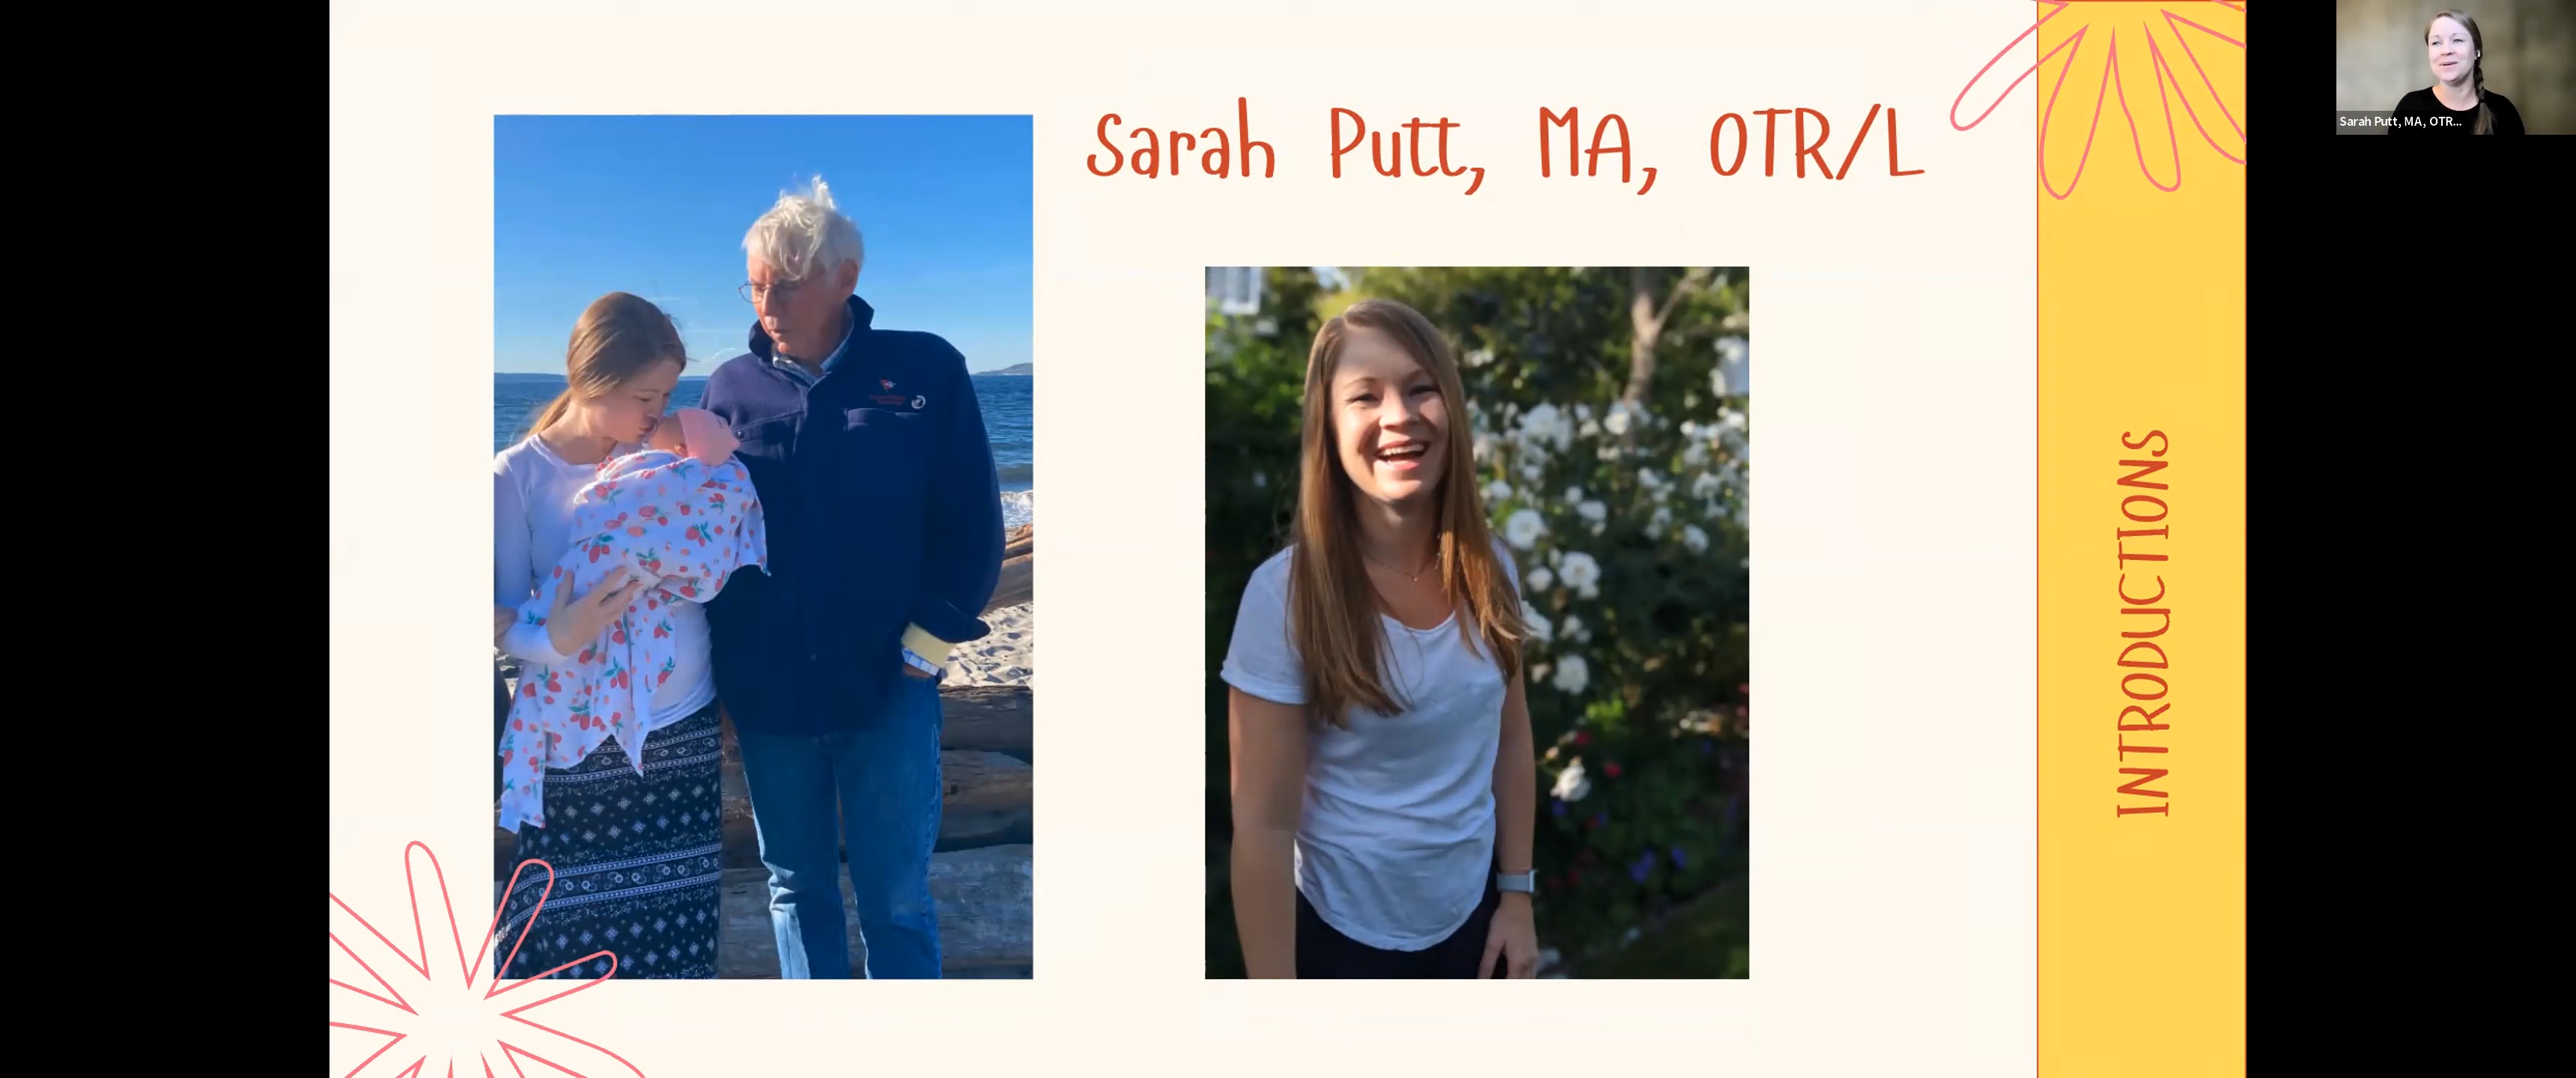 Sarah Putt, MA, OTR/L
INTRODUCTIONS
Sarah Putt, MA, OTR...